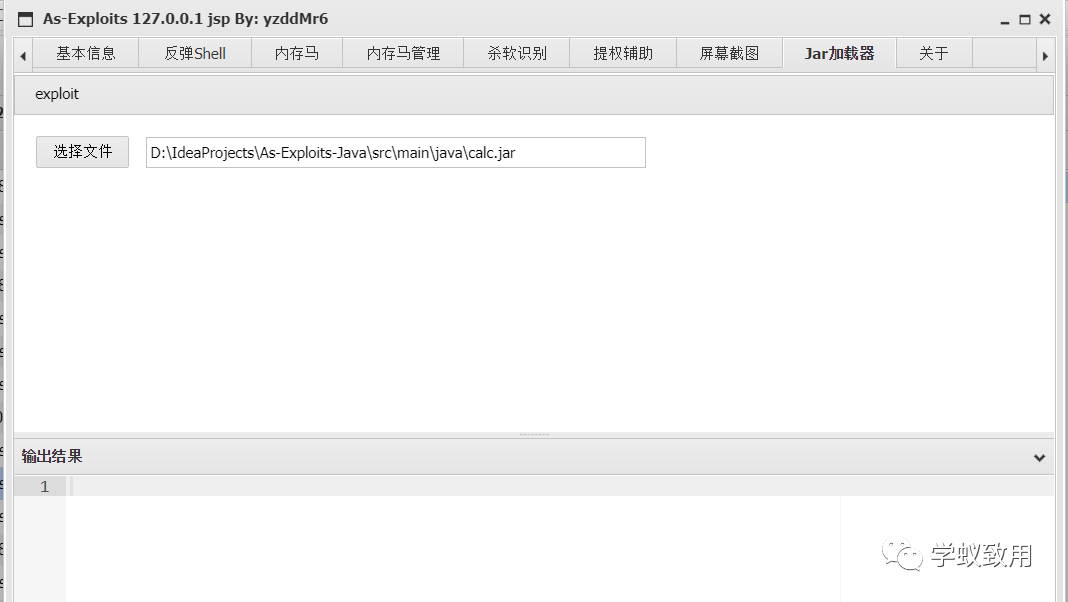 As-Exploits 127.0.0.1 jsp By: yzddMr6
基本信息 反弹Shell 内存马 内存马管理 杀软识别 提权辅助 屏幕截图 Jar加载器 关于
exploit
选择文件 D:\IdeaProjects\As-Exploits-Java\src\main\java\calc.jar
输出结果
1
学蚁致用